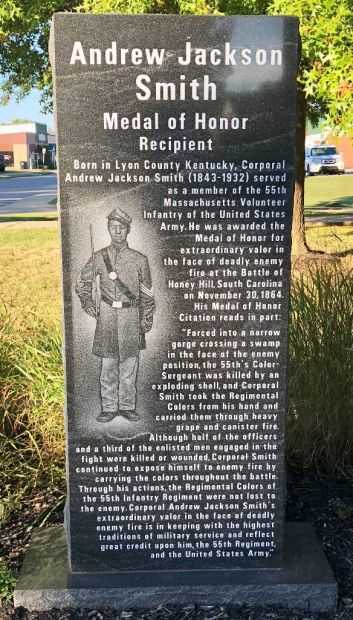 Andrew Jackson
Smith
Medal of Honor
Recipient
Born in Lyon County Kentucky, Corporal
Andrew Jackson Smith (1843-1932) served
as a member of the 55th
Massachusetts Volunteer
Infantry of the United States
Army. He was awarded the
Medal of Honor for
extraordinary valor in
the face of deadly enemy
fire at the Battle of
Honey Hill, South Carolina
on November 30, 1864.
His Medal of Honor
Citation reads in part:
"Forced into a narrow
gorge crossing a swamp
in the face of the enemy
position, the 55th's Color-
Sergeant was killed by an
exploding shell, and Corporal
Smith took the Regimental
Colors from his hand and
carried them through heavy
grape and canister fire.
Although half of the officers
and a third of the enlisted men engaged in the
fight were killed or wounded, Corporal Smith
continued to expose himself to enemy fire by
carrying the colors throughout the battle.
Through his actions, the Regimental Colors of
the 55th Infantry Regiment were not lost to
the enemy. Corporal Andrew Jackson Smith's
extraordinary valor in the face of deadly
enemy fire is in keeping with the highest
traditions of military service and reflect
great credit upon him, the 55th Regiment,
and the United States Army."